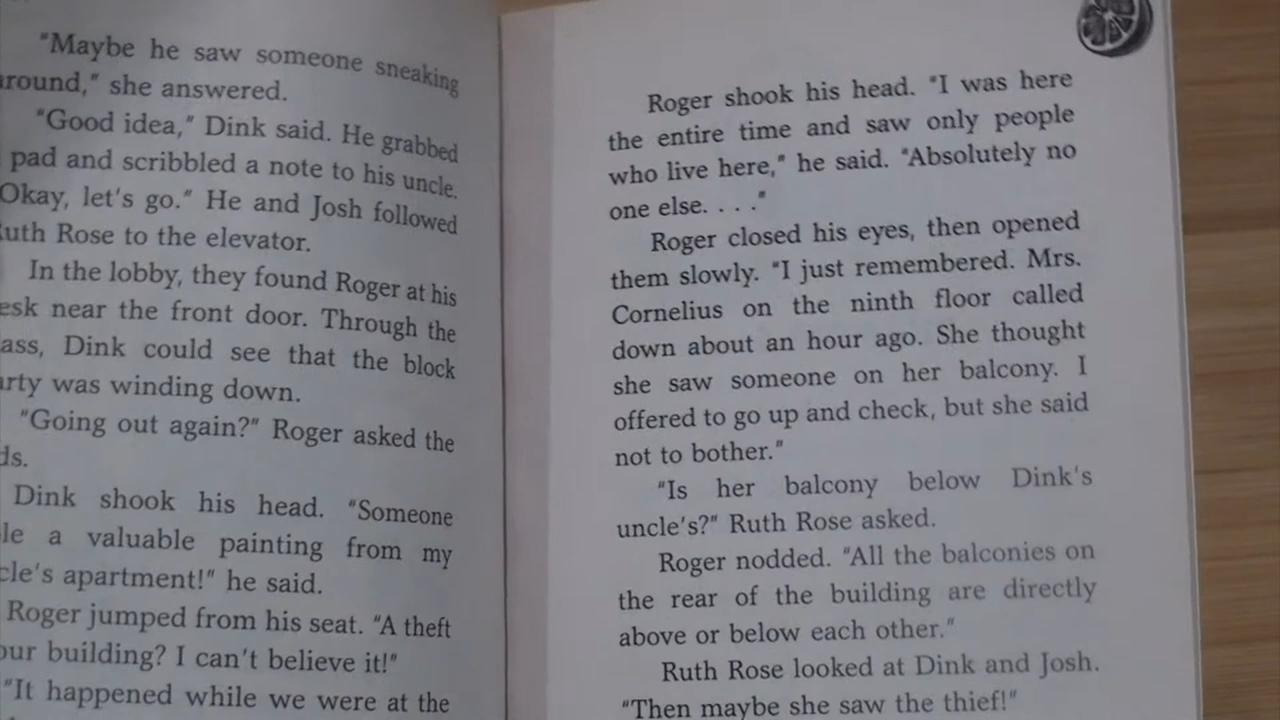 "Maybe he saw someone sneaking
around," she answered.
"Good idea," Dink said. He grabbed
pad and scribbled a note to his uncle.
Okay, let's go." He and Josh followed
Ruth Rose to the elevator.
In the lobby, they found Roger at his
esk near the front door. Through the
ass, Dink could see that the block
arty was winding down.
"Going out again?" Roger asked the
ds.
Dink shook his head. "Someone
le a valuable painting from my
cle's apartment!" he said.
Roger jumped from his seat. "A theft
our building? I can't believe it!"
"It happened while we were at the
Roger shook his head. "I was here
the entire time and saw only people
who live here," he said. "Absolutely no
one else. . . ."
Roger closed his eyes, then opened
them slowly. "I just remembered. Mrs.
Cornelius on the ninth floor called
down about an hour ago. She thought
she saw someone on her balcony. I
offered to go up and check, but she said
not to bother."
"Is her balcony below Dink's
uncle's?" Ruth Rose asked.
Roger nodded. "All the balconies on
the rear of the building are directly
above or below each other."
Ruth Rose looked at Dink and Josh.
"Then maybe she saw the thief!"